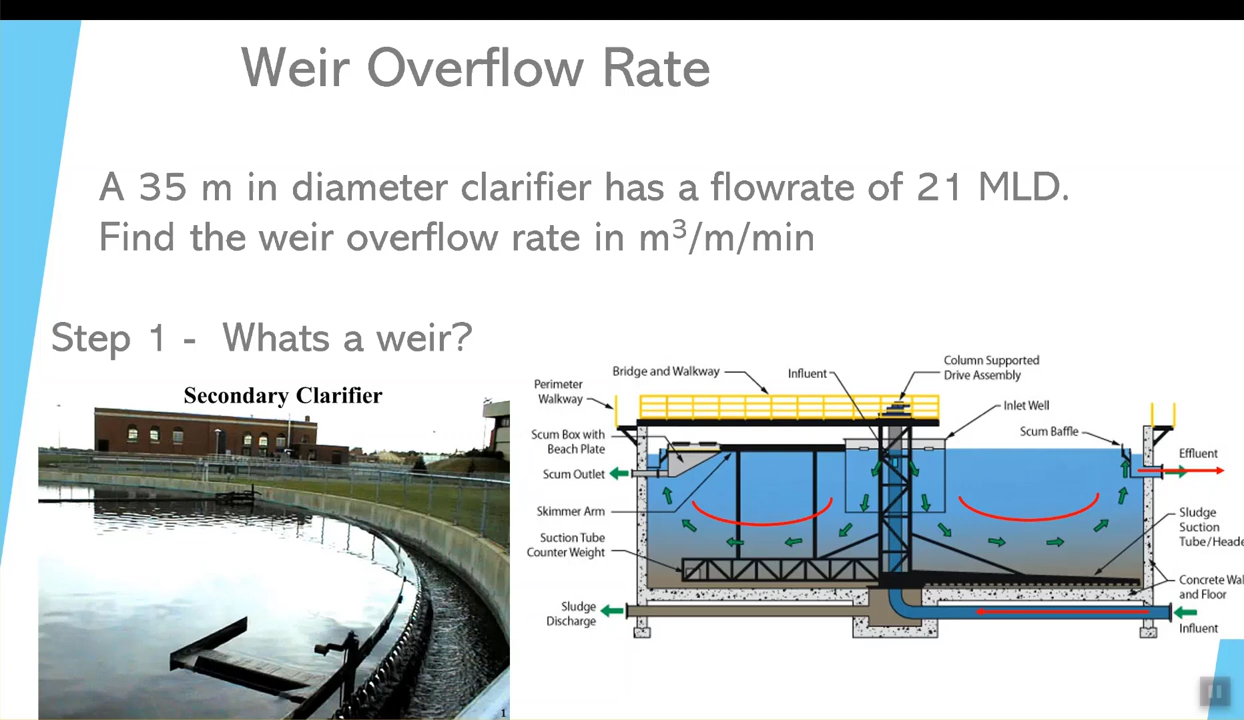 Weir Overflow Rate
A 35 m in diameter clarifier has a flowrate of 21 MLD.
Find the weir overflow rate in m³/m/min
Step 1 - Whats a weir?
Secondary Clarifier
1
Perimeter
Walkway
Bridge and Walkway
Influent
Column Supported
Drive Assembly
Inlet Well
Scum Baffle
Scum Box with
Beach Plate
Scum Outlet
Effluent
Skimmer Arm
Sludge
Suction
Tube/Heade
Suction Tube
Counter Weight
Concrete Wal
and Floor
Sludge
Discharge
Influent